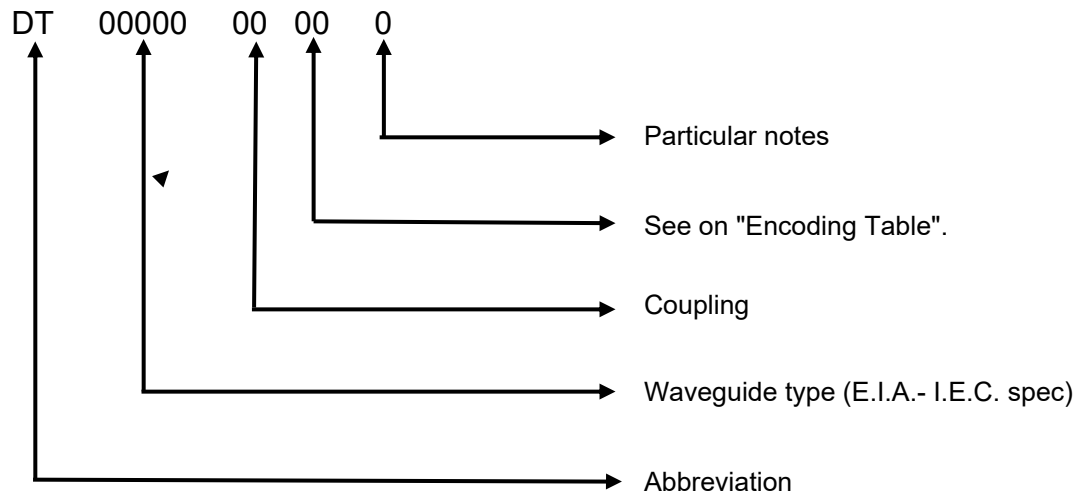 DT 00000 00 00 0
Particular notes
See on "Encoding Table".
Coupling
Waveguide type (E.I.A.- I.E.C. spec)
Abbreviation